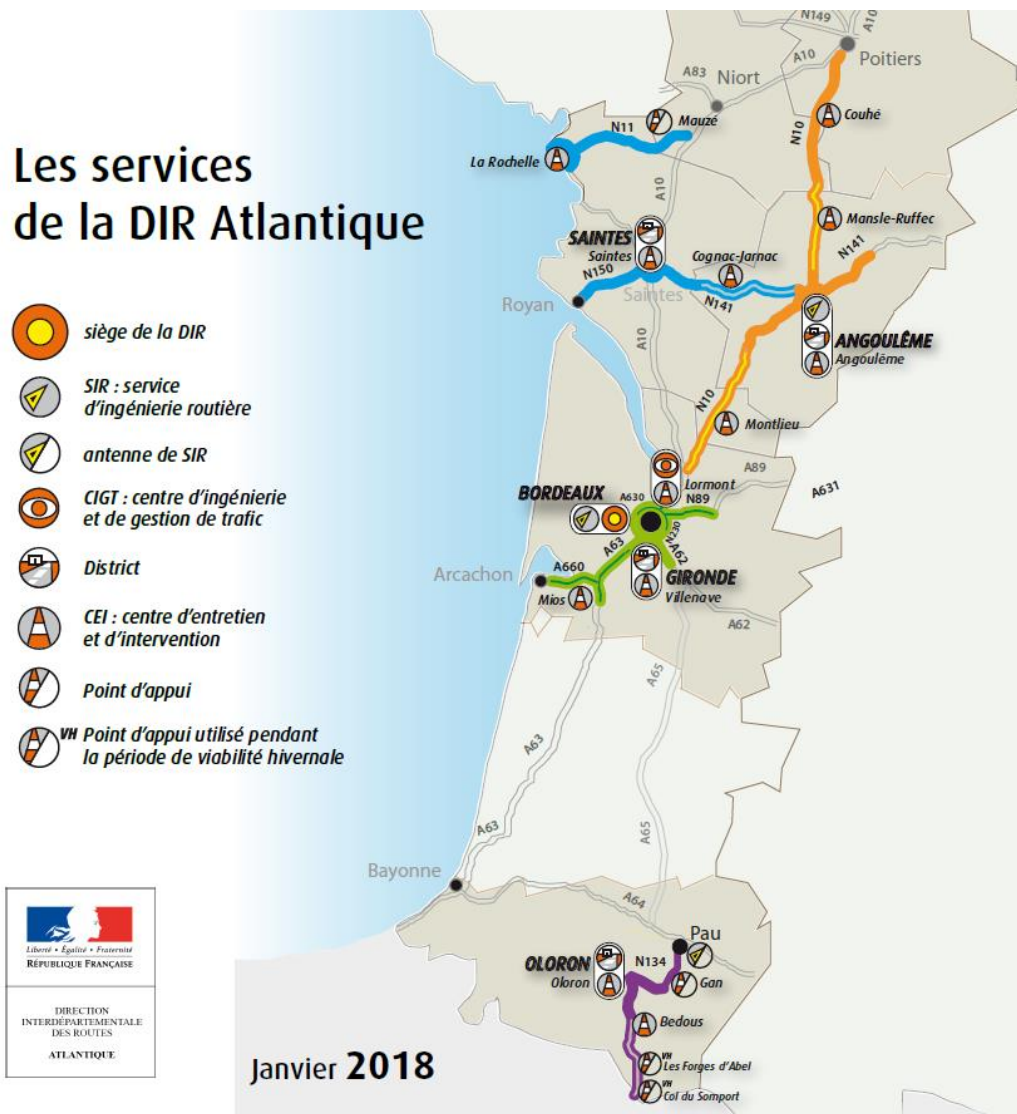 Les services
de la DIR Atlantique
siège de la DIR
SIR : service
d'ingénierie routière
antenne de SIR
CIGT : centre d'ingénierie
et de gestion de trafic
District
CEI : centre d'entretien
et d'intervention
Point d'appui
VH Point d'appui utilisé pendant
la période de viabilité hivernale
Liberté • Égalité • Fraternité
RÉPUBLIQUE FRANÇAISE
DIRECTION
INTERDÉPARTEMENTALE
DES ROUTES
ATLANTIQUE
Janvier 2018
N149
A10
Poitiers
A10
A83
Niort
N10
Couhé
Mauzé
N11
La Rochelle
A10
Mansle-Ruffec
N141
SAINTES
Saintes
Cognac-Jarnac
N150
Saintes
N141
Royan
A10
ANGOULÊME
Angoulême
N10
Montlieu
A89
A631
Lormont
N89
BORDEAUX
A630
N230
A63
A62
Arcachon
A660
Mios
GIRONDE
Villenave
A62
A65
A63
A65
A63
Bayonne
A64
Pau
OLORON
Oloron
N134
Gan
Bedous
VH
Les Forges d'Abel
VH
Col du Somport